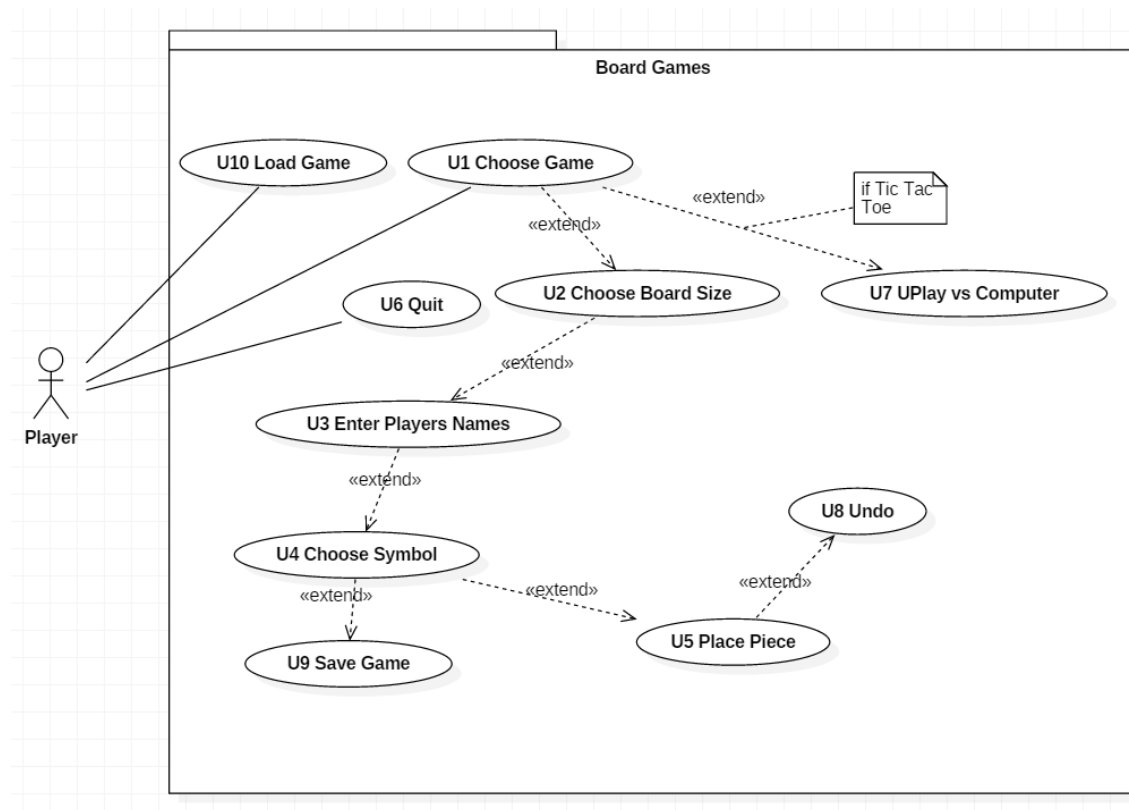 Board Games
U10 Load Game
U1 Choose Game
«extend»
if Tic Tac
Toe
«extend»
U2 Choose Board Size
U7 UPlay vs Computer
U6 Quit
«extend»
U3 Enter Players Names
Player
«extend»
U8 Undo
U4 Choose Symbol
«extend»
«extend»
«extend»
U5 Place Piece
U9 Save Game